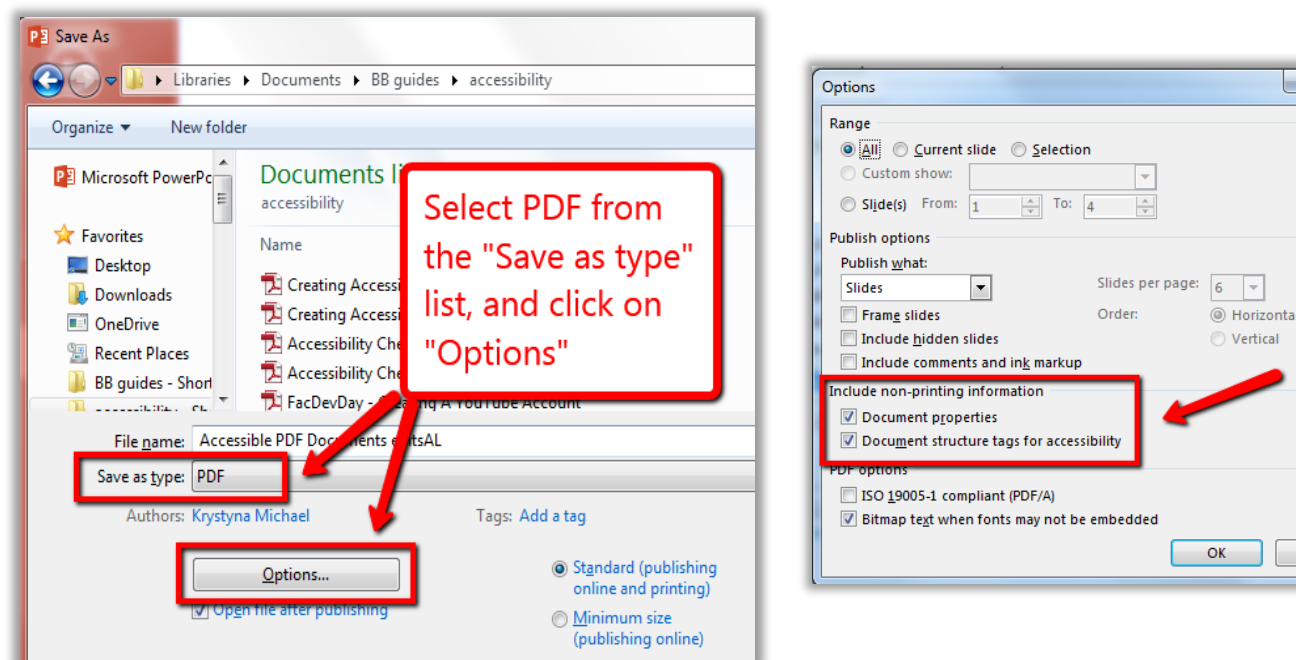 Save As
Libraries Documents BB guides accessibility
Organize New folder
Microsoft PowerPo
Favorites
Desktop
Downloads
OneDrive
Recent Places
BB guides - Short
Documents li
accessibility
Name
Creating Accessi
Creating Accessi
Accessibility Che
Accessibility Che
FacDevDay - Creating A YouTube Account
Select PDF from
the "Save as type"
list, and click on
"Options"
File name: Accessible PDF Documents editsAL
Save as type: PDF
Authors: Krystyna Michael Tags: Add a tag
Options...
Open file after publishing
Standard (publishing
online and printing)
Minimum size
(publishing online)
Options
Range
All Current slide Selection
Custom show:
Slide(s) From: 1 To: 4
Publish options
Publish what:
Slides Slides per page: 6
Frame slides Order: Horizonta
Include hidden slides Vertical
Include comments and ink markup
Include non-printing information
Document properties
Document structure tags for accessibility
PDF options
ISO 19005-1 compliant (PDF/A)
Bitmap text when fonts may not be embedded
OK